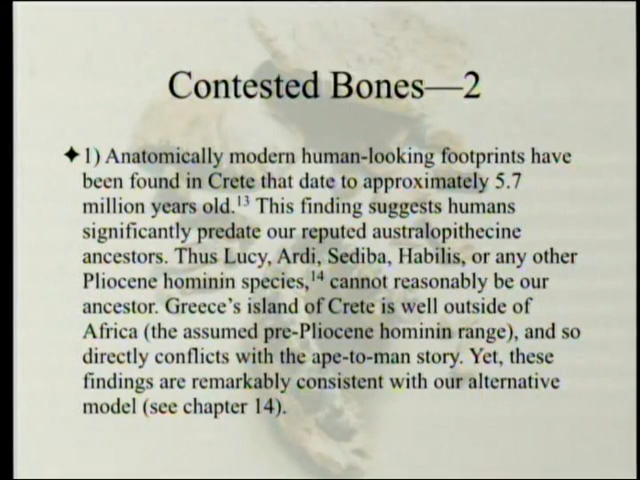 Contested Bones—2
✦1) Anatomically modern human-looking footprints have
been found in Crete that date to approximately 5.7
million years old.¹³ This finding suggests humans
significantly predate our reputed australopithecine
ancestors. Thus Lucy, Ardi, Sediba, Habilis, or any other
Pliocene hominin species,¹⁴ cannot reasonably be our
ancestor. Greece's island of Crete is well outside of
Africa (the assumed pre-Pliocene hominin range), and so
directly conflicts with the ape-to-man story. Yet, these
findings are remarkably consistent with our alternative
model (see chapter 14).